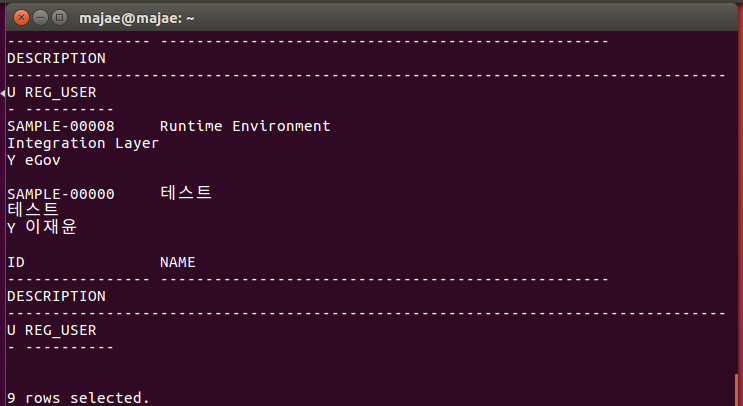 majae@majae: ~
---------------- --------------------------------------------------
DESCRIPTION
--------------------------------------------------------------------------------
U REG_USER
- ----------
SAMPLE-00008     Runtime Environment
Integration Layer
Y eGov
SAMPLE-00000     테스트
테스트
Y 이재윤
ID               NAME
---------------- --------------------------------------------------
DESCRIPTION
--------------------------------------------------------------------------------
U REG_USER
- ----------
9 rows selected.